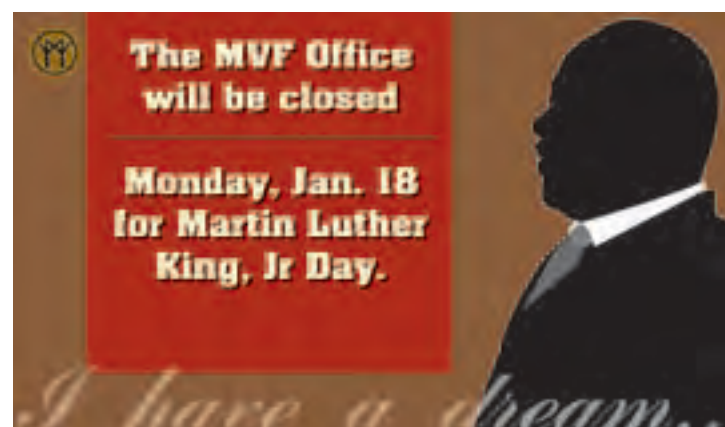 The MVF Office
will be closed
Monday, Jan. 18
for Martin Luther
King, Jr Day.
I have a dream...